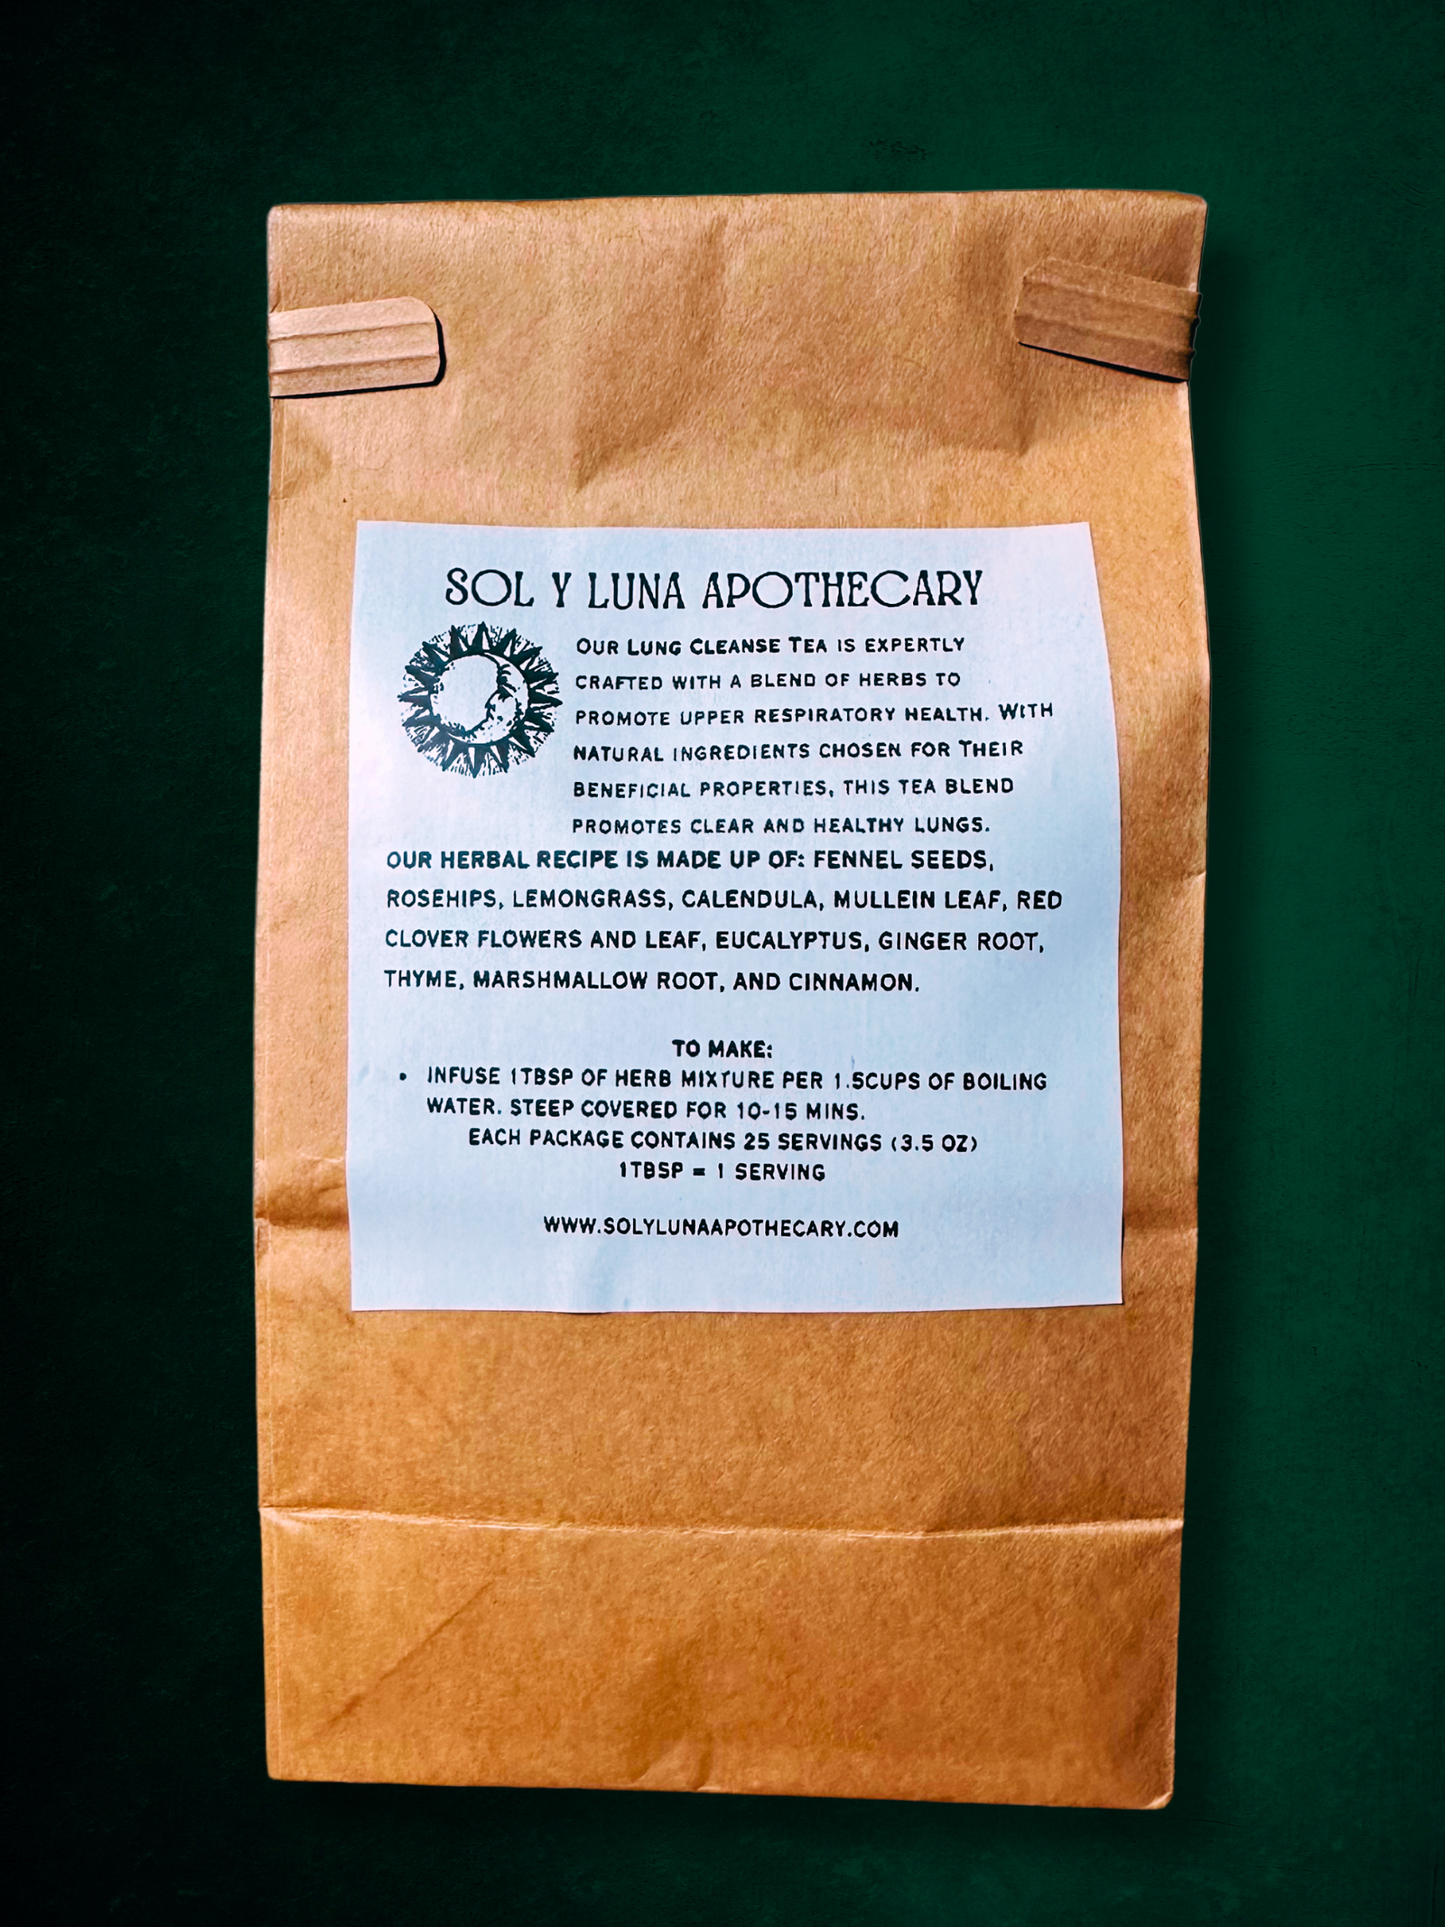 SOL Y LUNA APOTHECARY
OUR LUNG CLEANSE TEA IS EXPERTLY
CRAFTED WITH A BLEND OF HERBS TO
PROMOTE UPPER RESPIRATORY HEALTH. WITH
NATURAL INGREDIENTS CHOSEN FOR THEIR
BENEFICIAL PROPERTIES, THIS TEA BLEND
PROMOTES CLEAR AND HEALTHY LUNGS.
OUR HERBAL RECIPE IS MADE UP OF: FENNEL SEEDS,
ROSEHIPS, LEMONGRASS, CALENDULA, MULLEIN LEAF, RED
CLOVER FLOWERS AND LEAF, EUCALYPTUS, GINGER ROOT,
THYME, MARSHMALLOW ROOT, AND CINNAMON.
TO MAKE:
• INFUSE 1TBSP OF HERB MIXTURE PER 1.5CUPS OF BOILING
WATER. STEEP COVERED FOR 10-15 MINS.
EACH PACKAGE CONTAINS 25 SERVINGS (3.5 OZ)
1TBSP = 1 SERVING
WWW.SOLYLUNAAPOTHECARY.COM